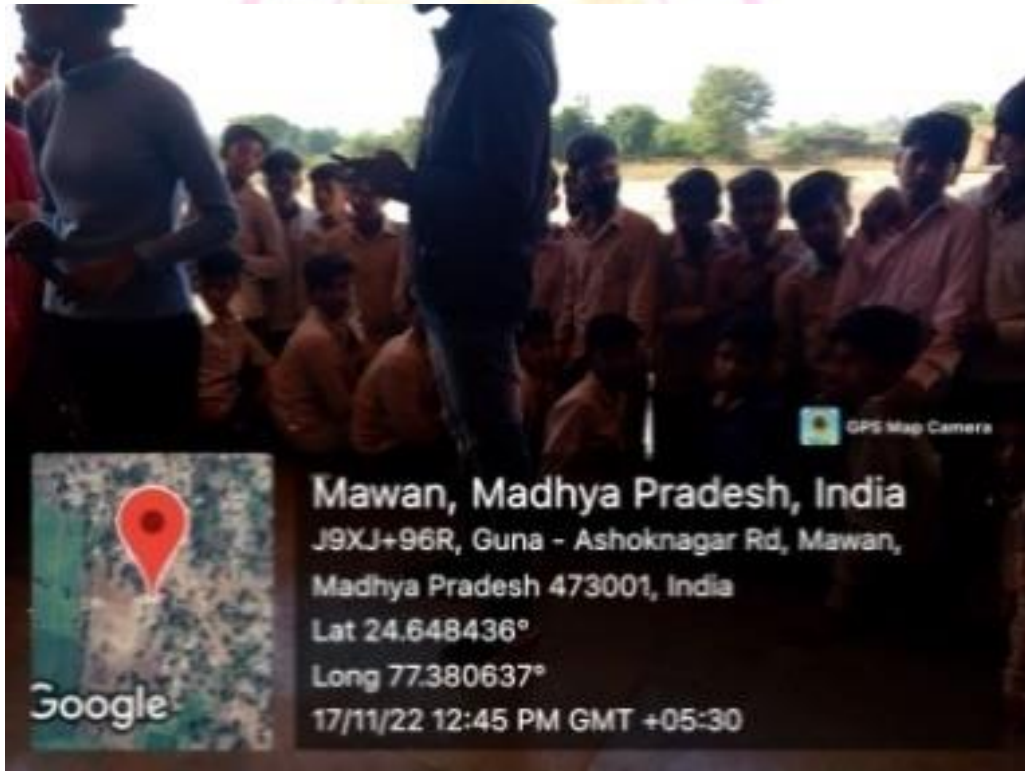 GPS Map Camera
Mawan, Madhya Pradesh, India
J9XJ+96R, Guna - Ashoknagar Rd, Mawan,
Madhya Pradesh 473001, India
Lat 24.648436°
Long 77.380637°
17/11/22 12:45 PM GMT +05:30
Google